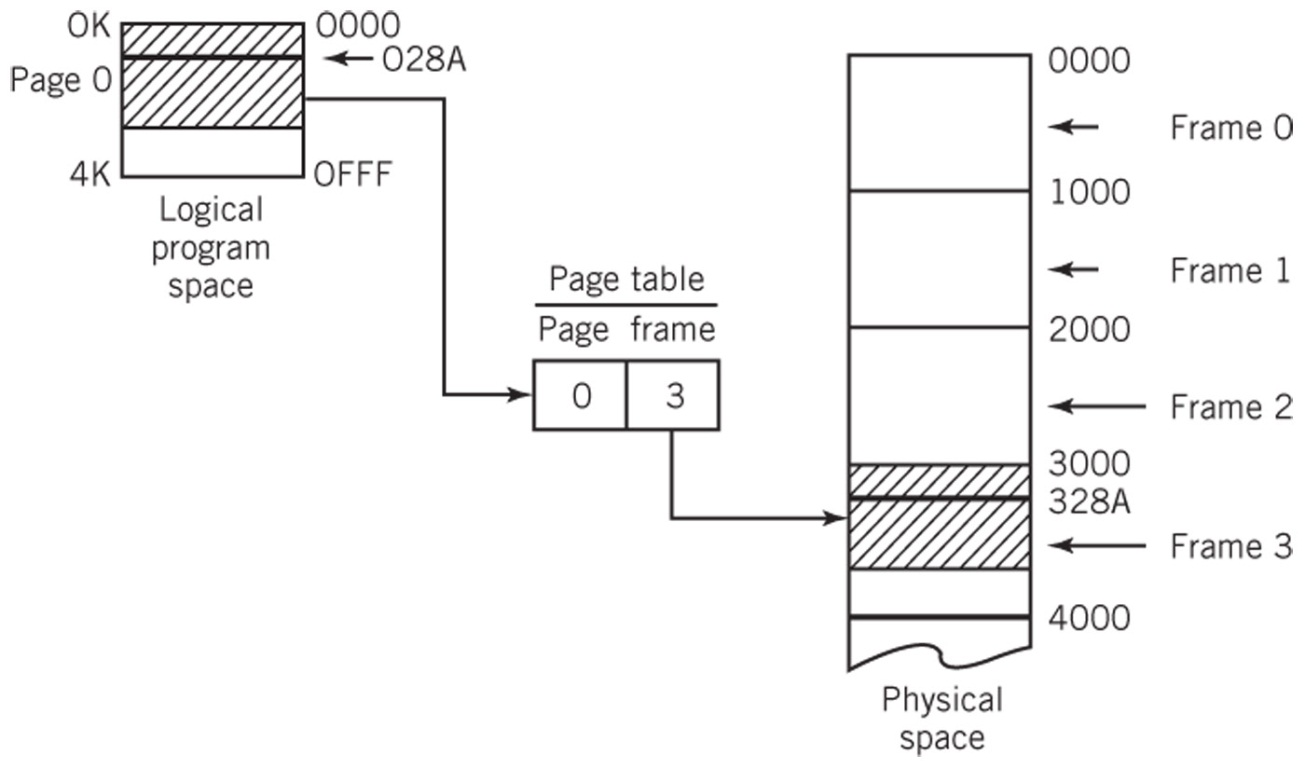 0K
0000
028A
Page 0
4K
0FFF
Logical
program
space
Page table
Page frame
0 3
0000
Frame 0
1000
Frame 1
2000
Frame 2
3000
328A
Frame 3
4000
Physical
space